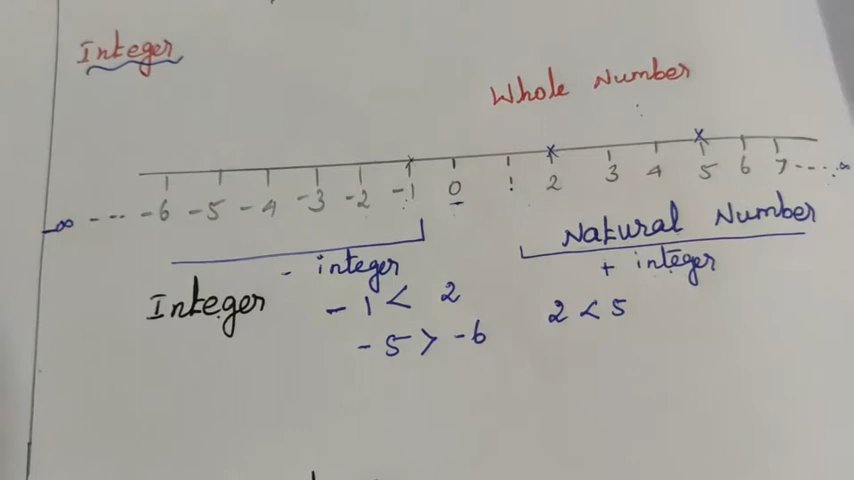 Integer
Whole Number
-∞ --- -6 -5 -4 -3 -2 -1 0 1 2 3 4 5 6 7 ---- ∞
Natural Number
- integer
+ integer
Integer
-1 < 2
2 < 5
-5 > -6